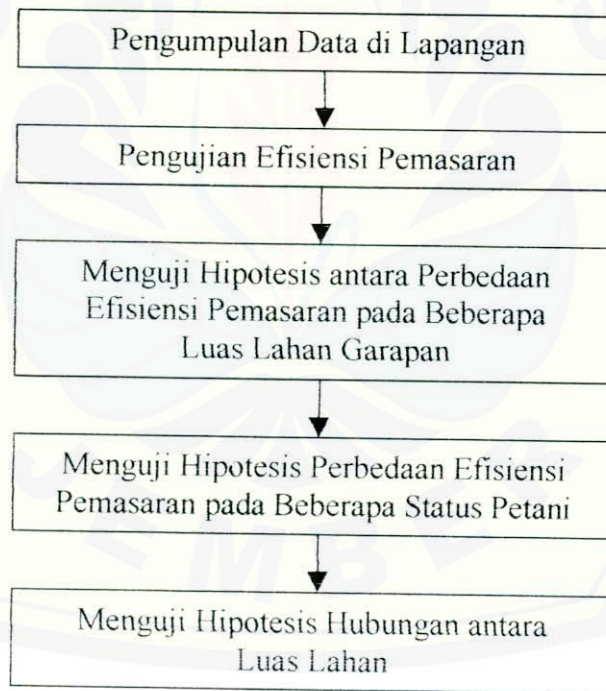 Pengumpulan Data di Lapangan
Pengujian Efisiensi Pemasaran
Menguji Hipotesis antara Perbedaan
Efisiensi Pemasaran pada Beberapa
Luas Lahan Garapan
Menguji Hipotesis Perbedaan Efisiensi
Pemasaran pada Beberapa Status Petani
Menguji Hipotesis Hubungan antara
Luas Lahan
JEMBER